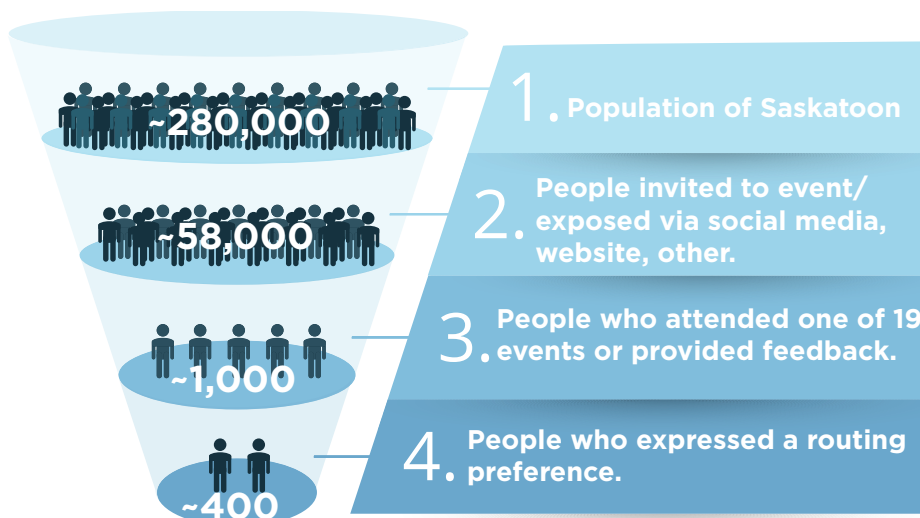 ~280,000
1. Population of Saskatoon
~58,000
2. People invited to event/
exposed via social media,
website, other.
~1,000
3. People who attended one of 19
events or provided feedback.
~400
4. People who expressed a routing
preference.